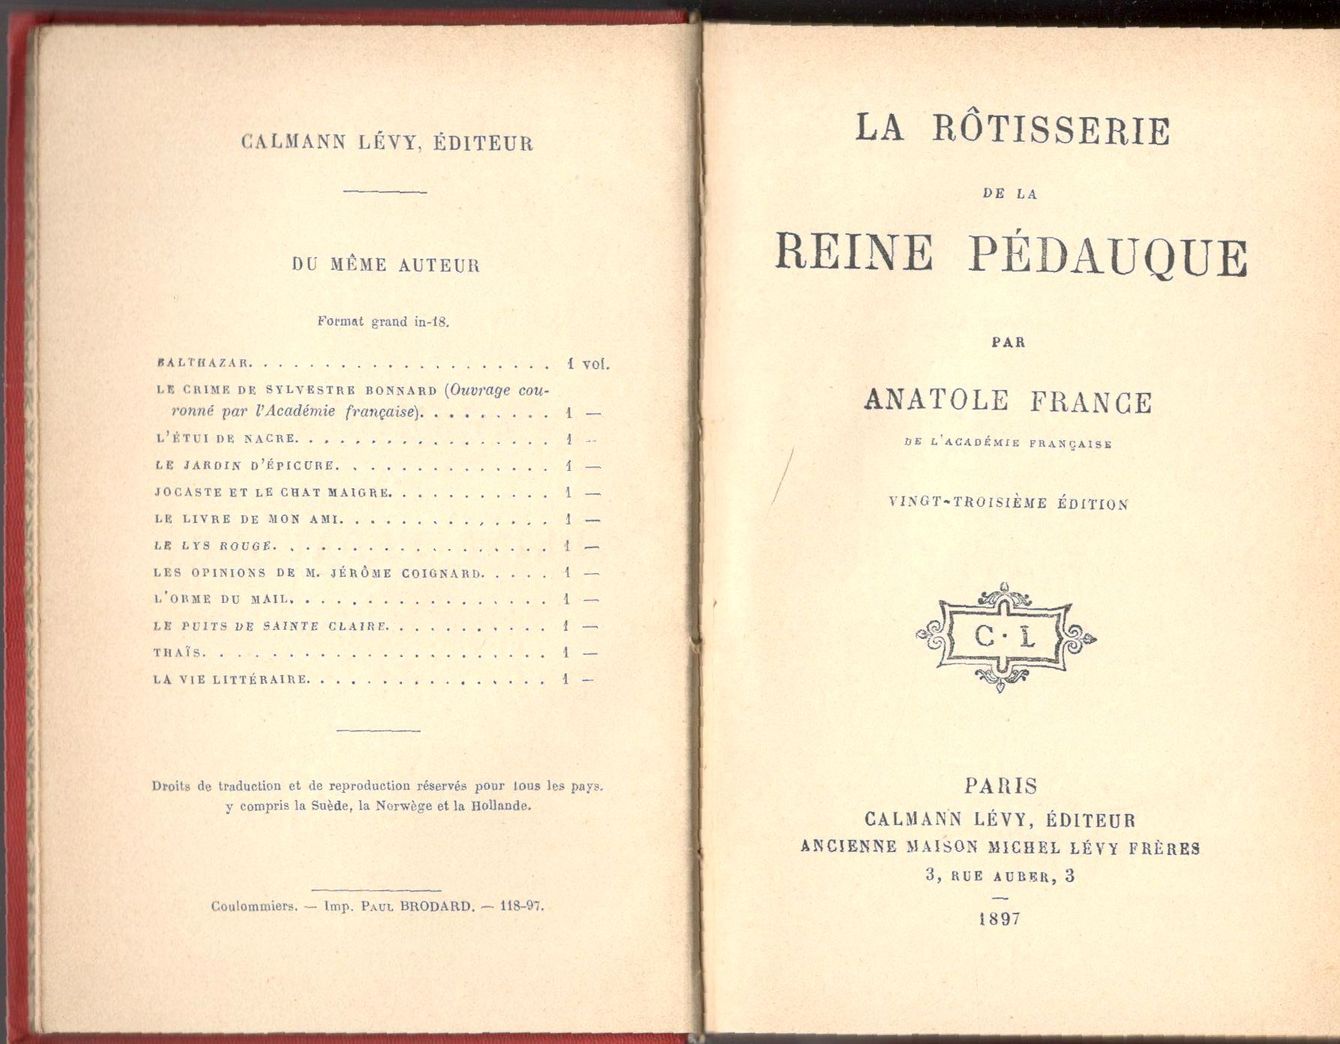 CALMANN LÉVY, ÉDITEUR
DU MÊME AUTEUR
Format grand in-18.
BALTHAZAR. . . . . . . . . . . . . . . . . . . . 1 vol.
LE CRIME DE SYLVESTRE BONNARD (Ouvrage cou-
ronné par l'Académie française). . . . . . . . . 1 —
L'ÉTUI DE NACRE. . . . . . . . . . . . . . . . . 1 —
LE JARDIN D'ÉPICURE. . . . . . . . . . . . . . 1 —
JOCASTE ET LE CHAT MAIGRE. . . . . . . . . . . 1 —
LE LIVRE DE MON AMI. . . . . . . . . . . . . . 1 —
LE LYS ROUGE. . . . . . . . . . . . . . . . . . 1 —
LES OPINIONS DE M. JÉRÔME COIGNARD. . . . . 1 —
L'ORME DU MAIL. . . . . . . . . . . . . . . . . 1 —
LE PUITS DE SAINTE CLAIRE. . . . . . . . . . . 1 —
THAÏS. . . . . . . . . . . . . . . . . . . . . . 1 —
LA VIE LITTÉRAIRE. . . . . . . . . . . . . . . . 1 —
Droits de traduction et de reproduction réservés pour tous les pays.
y compris la Suède, la Norwège et la Hollande.
Coulommiers. — Imp. PAUL BRODARD. — 118-97.
LA RÔTISSERIE
DE LA
REINE PÉDAUQUE
PAR
ANATOLE FRANCE
DE L'ACADÉMIE FRANÇAISE
VINGT-TROISIÈME ÉDITION
C · L
PARIS
CALMANN LÉVY, ÉDITEUR
ANCIENNE MAISON MICHEL LÉVY FRÈRES
3, RUE AUBER, 3
1897